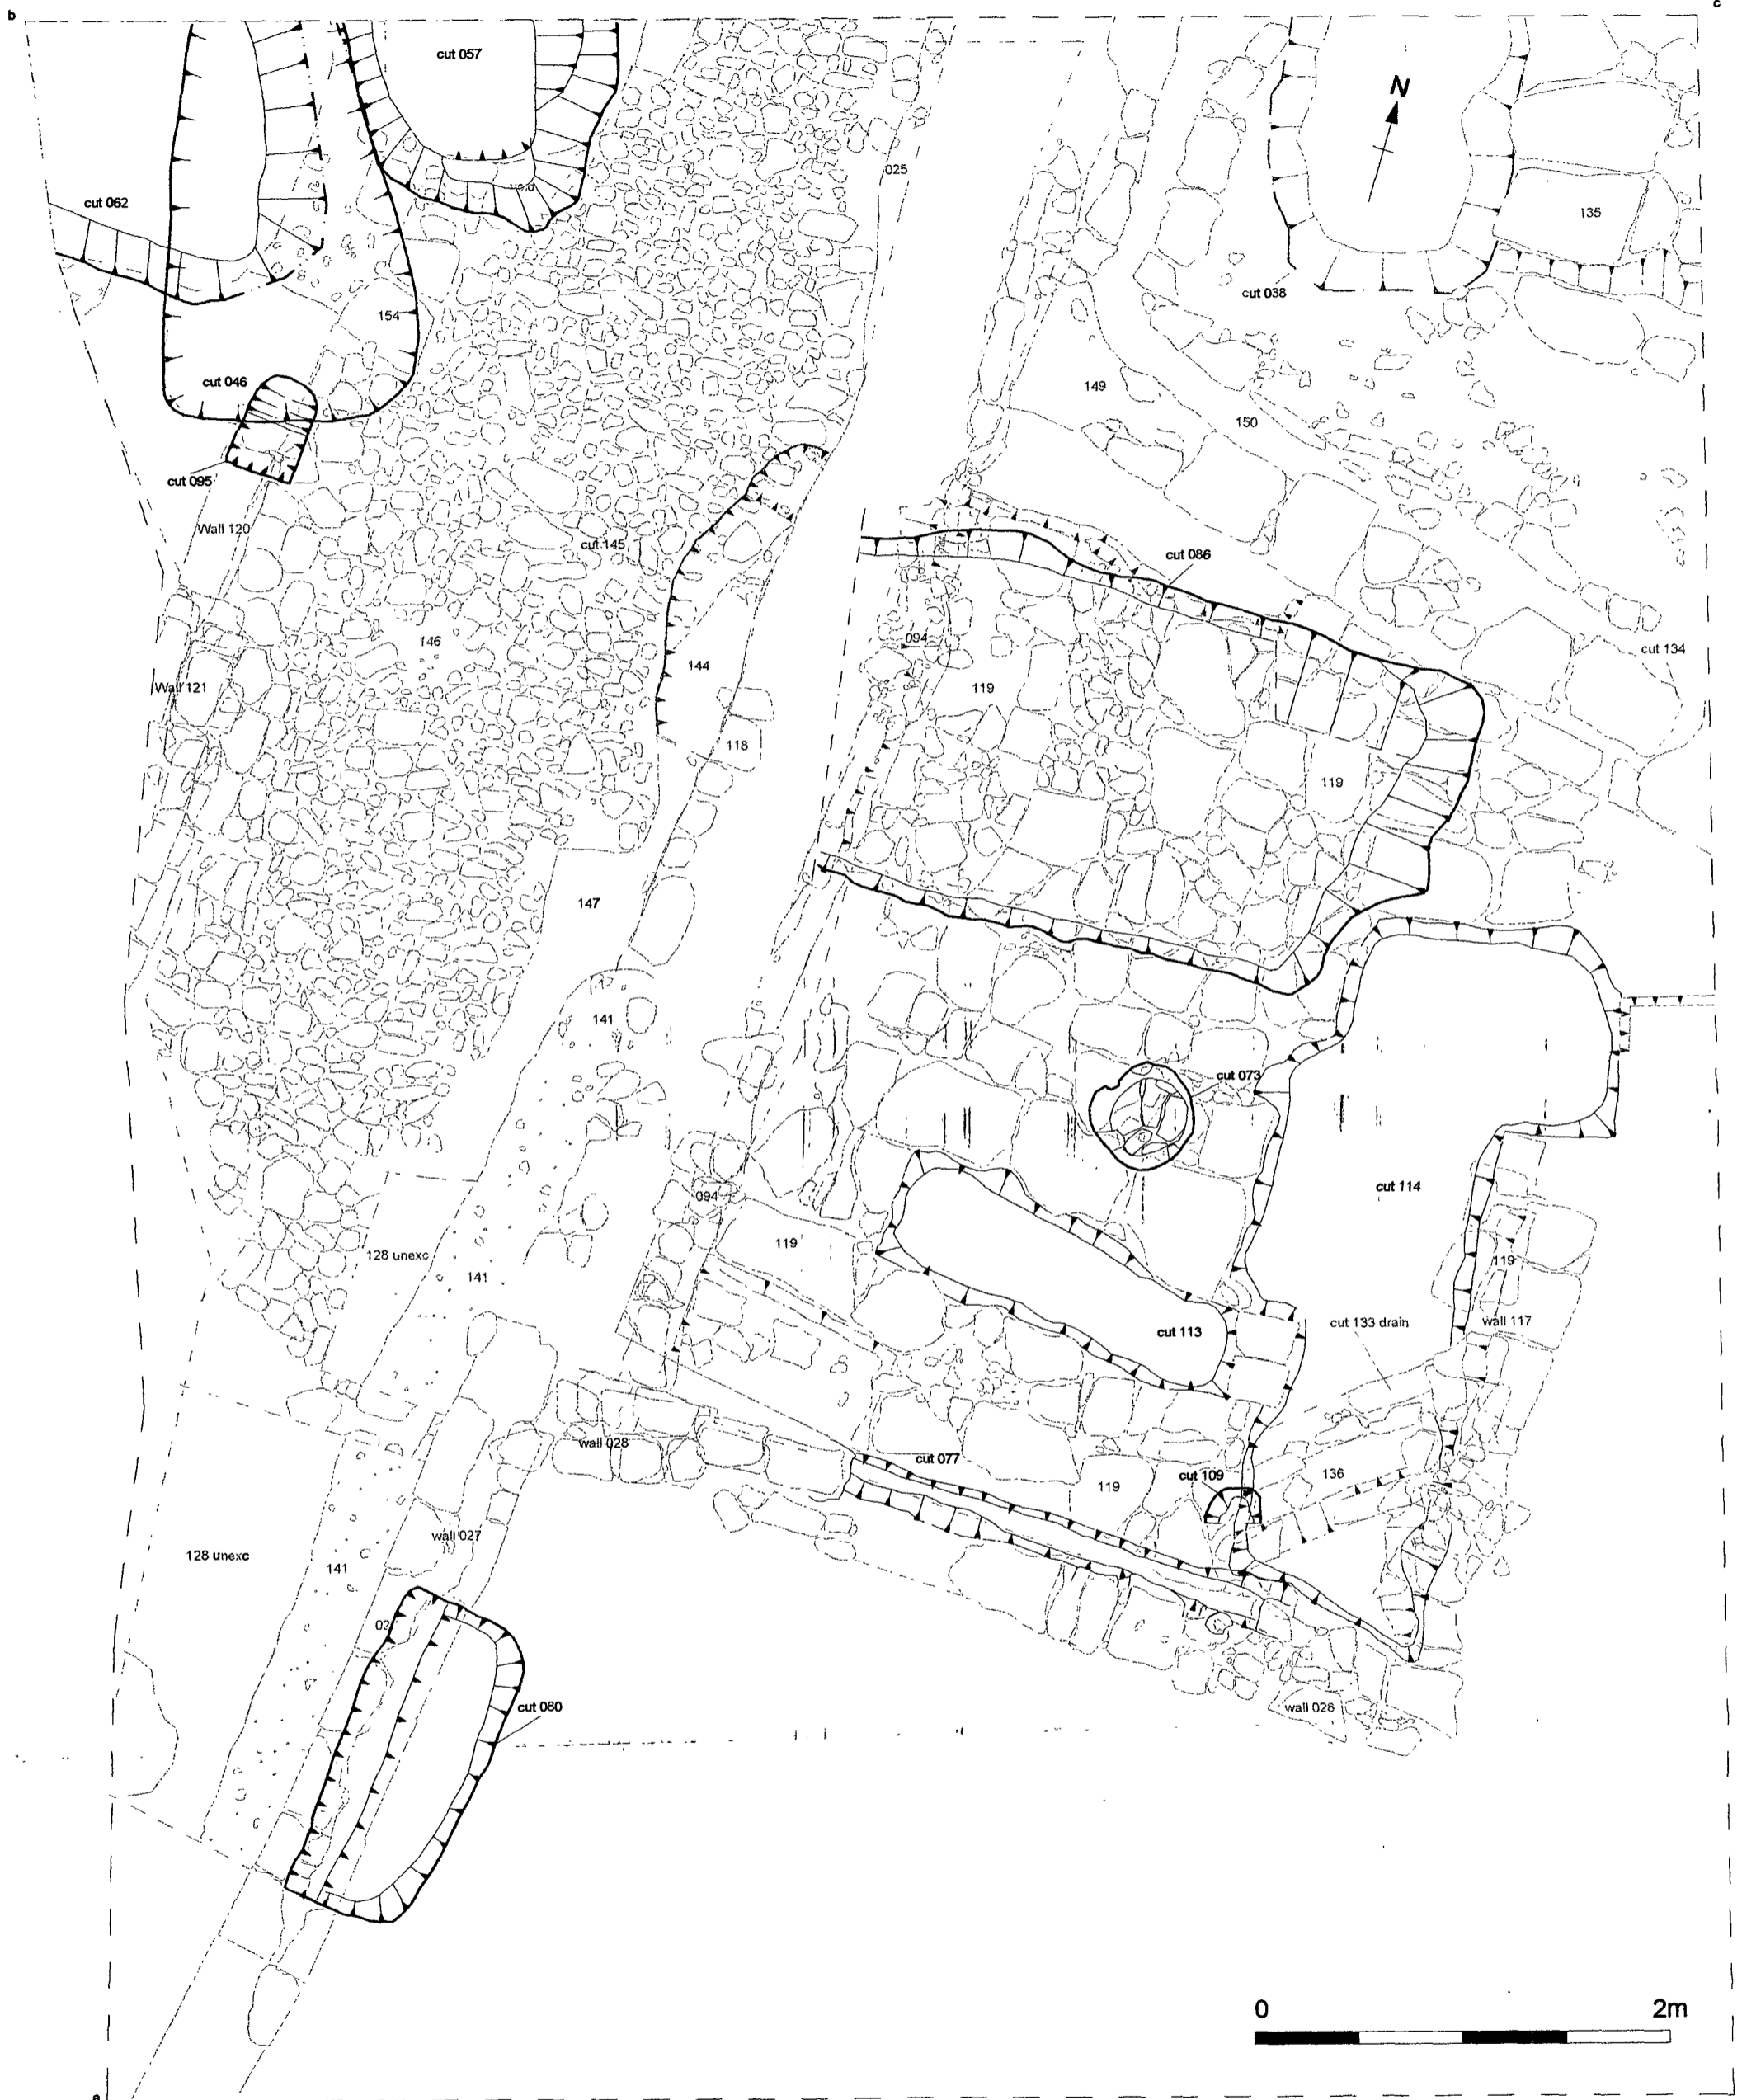 b
c
cut 057
N
025
cut 062
135
cut 038
154
cut 046
149
150
cut 095
Wall 120
cut 145
cut 086
146
094
cut 134
144
Wall 121
119
118
119
147
141
cut 073
cut 114
094
119
128 unexc
119
141
cut 133 drain
wall 117
cut 113
wall 028
cut 077
136
cut 109
119
wall 027
128 unexc
141
cut 080
wall 028
0
2m
a